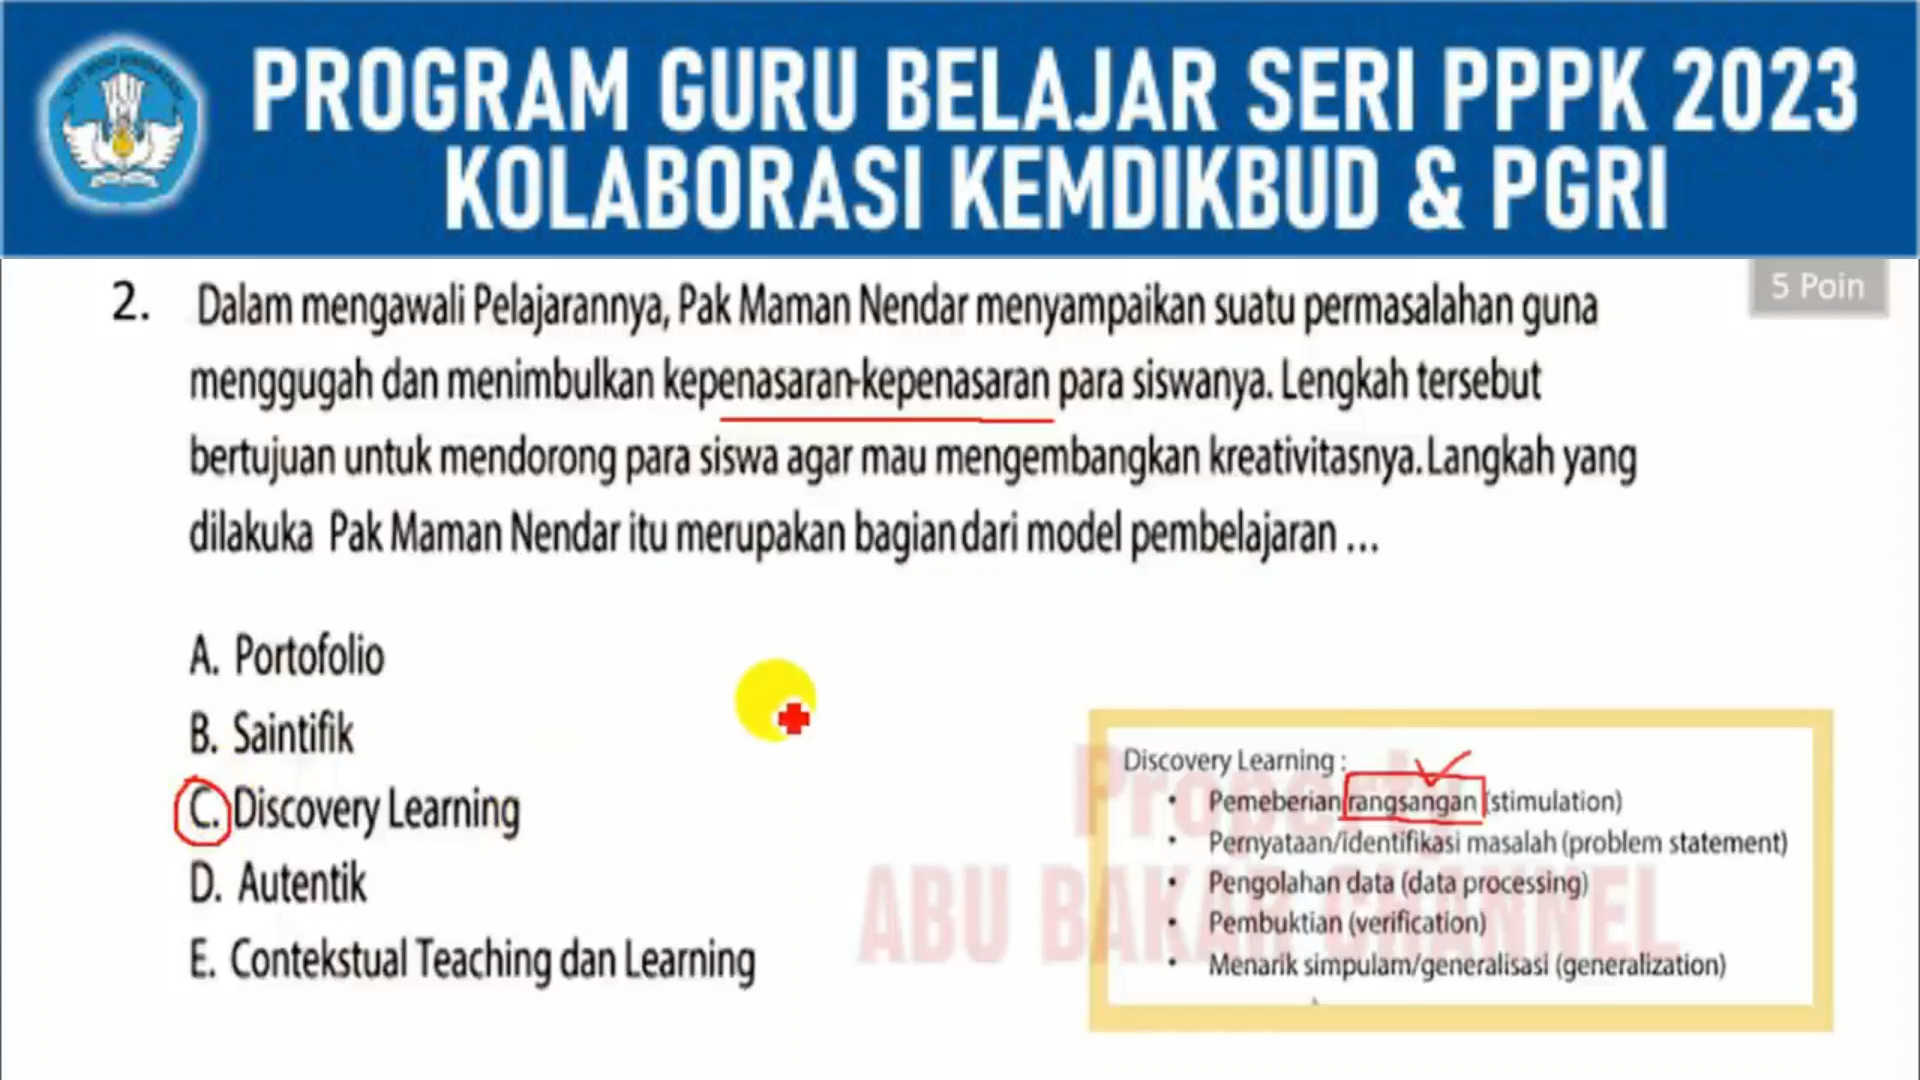 PROGRAM GURU BELAJAR SERI PPPK 2023
KOLABORASI KEMDIKBUD & PGRI
5 Poin
2. Dalam mengawali Pelajarannya, Pak Maman Nendar menyampaikan suatu permasalahan guna
menggugah dan menimbulkan kepenasaran-kepenasaran para siswanya. Lengkah tersebut
bertujuan untuk mendorong para siswa agar mau mengembangkan kreativitasnya. Langkah yang
dilakuka Pak Maman Nendar itu merupakan bagian dari model pembelajaran ...
A. Portofolio
B. Saintifik
C. Discovery Learning
D. Autentik
E. Contekstual Teaching dan Learning
Discovery Learning :
• Pemeberian rangsangan (stimulation)
• Pernyataan/identifikasi masalah (problem statement)
• Pengolahan data (data processing)
• Pembuktian (verification)
• Menarik simpulam/generalisasi (generalization)
Property
ABU BAKAR CHANNEL